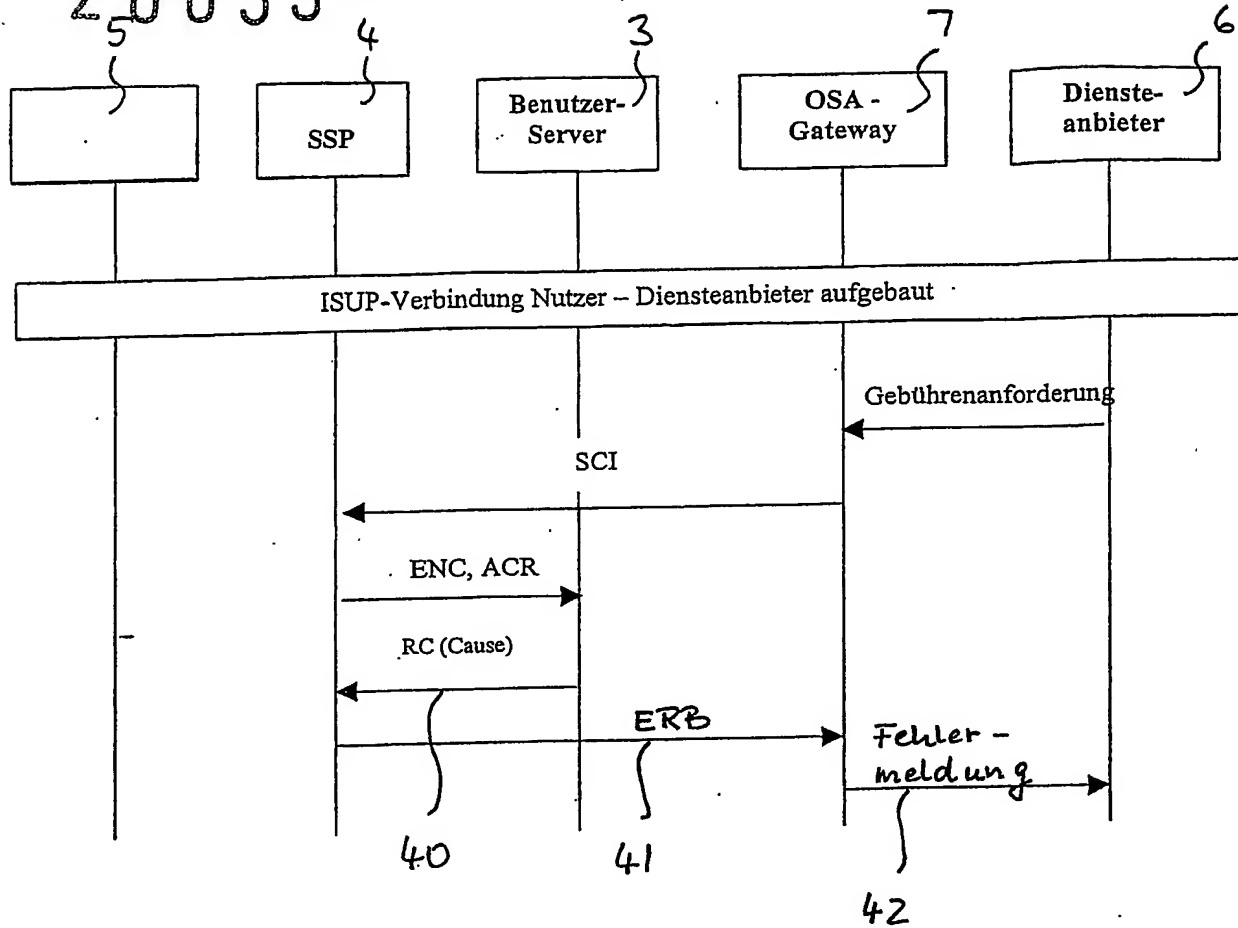 5
4
3
7
6
SSP
Benutzer-
Server
OSA -
Gateway
Dienste-
anbieter
ISUP-Verbindung Nutzer – Diensteanbieter aufgebaut
Gebührenanforderung
SCI
ENC, ACR
RC (Cause)
ERB
Fehler-
meldung
40
41
42